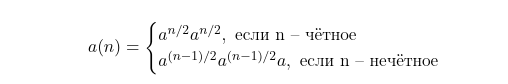 a(n) = { a^{n/2}a^{n/2}, если n – чётное
a^{(n−1)/2}a^{(n−1)/2}a, если n – нечётное